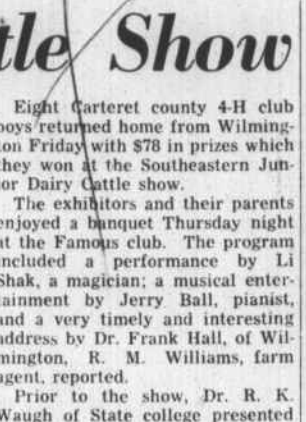 tle Show
Eight Carteret county 4-H club
boys returned home from Wilming-
ton Friday with $78 in prizes which
they won at the Southeastern Jun-
ior Dairy Cattle show.
The exhibitors and their parents
enjoyed a banquet Thursday night
at the Famous club. The program
included a performance by Li
Shak, a magician; a musical enter-
tainment by Jerry Ball, pianist,
and a very timely and interesting
address by Dr. Frank Hall, of Wil-
mington, R. M. Williams, farm
agent, reported.
Prior to the show, Dr. R. K.
Waugh of State college presented